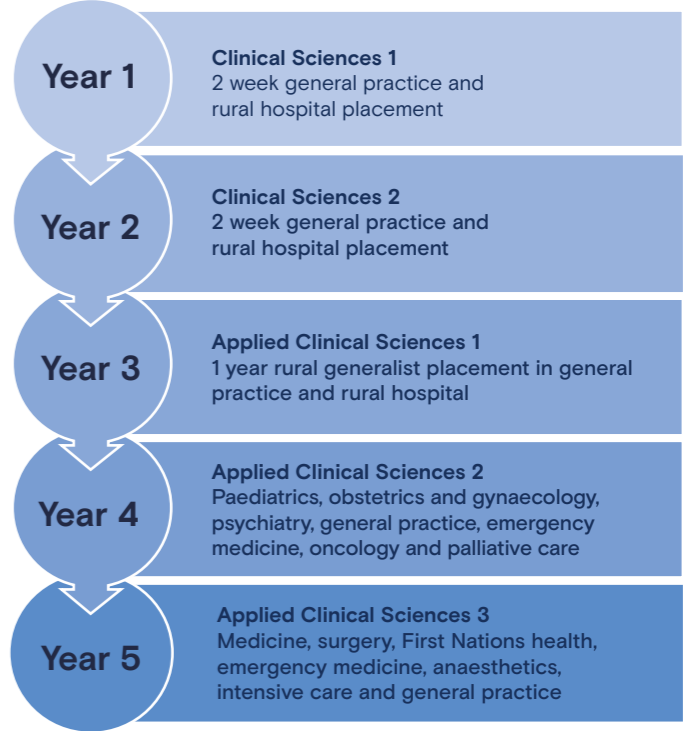 Year 1
Clinical Sciences 1
2 week general practice and
rural hospital placement
Year 2
Clinical Sciences 2
2 week general practice and
rural hospital placement
Year 3
Applied Clinical Sciences 1
1 year rural generalist placement in general
practice and rural hospital
Year 4
Applied Clinical Sciences 2
Paediatrics, obstetrics and gynaecology,
psychiatry, general practice, emergency
medicine, oncology and palliative care
Year 5
Applied Clinical Sciences 3
Medicine, surgery, First Nations health,
emergency medicine, anaesthetics,
intensive care and general practice